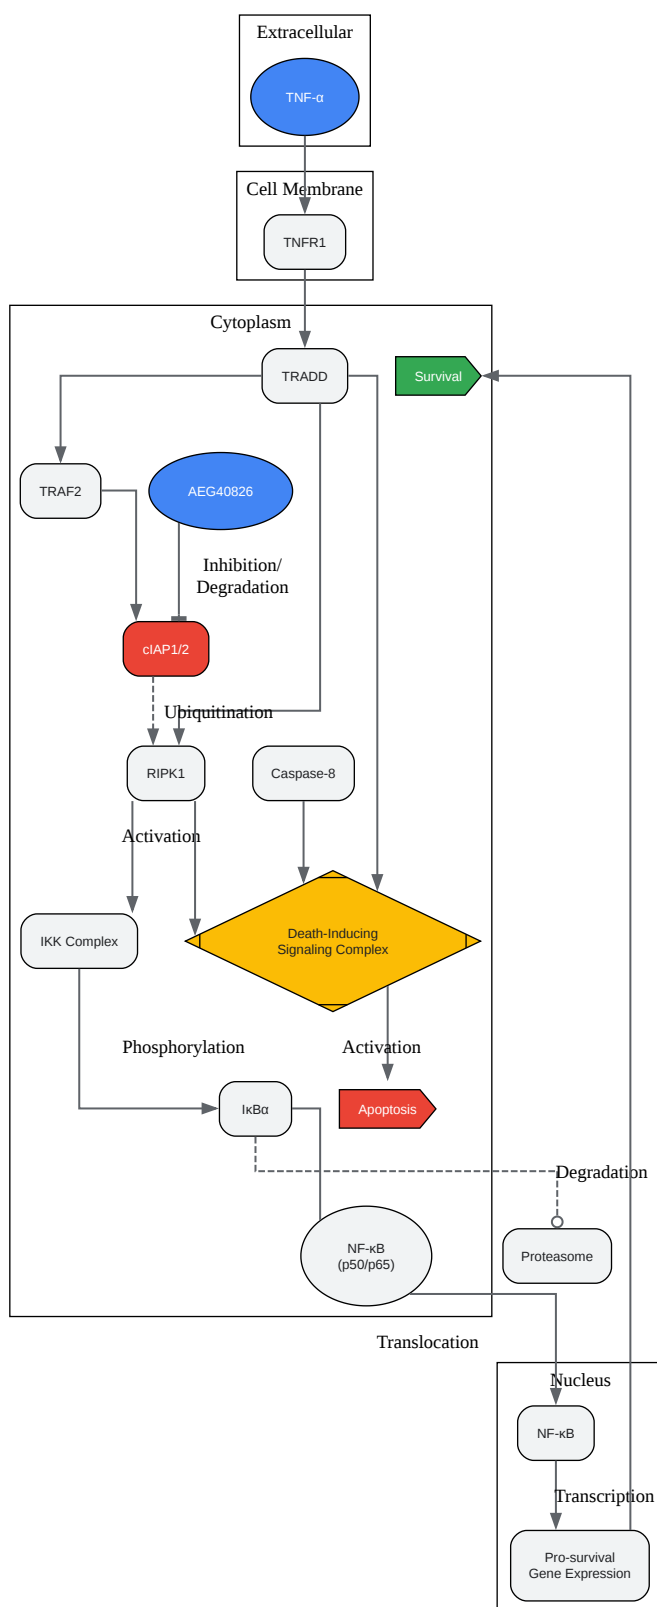 Extracellular
TNF-α
Cell Membrane
TNFR1
Cytoplasm
TRADD
Survival
TRAF2
AEG40826
Inhibition/
Degradation
cIAP1/2
Ubiquitination
RIPK1
Caspase-8
Activation
Death-Inducing
Signaling Complex
IKK Complex
Phosphorylation
Activation
IκBα
Apoptosis
Degradation
NF-κB
(p50/p65)
Proteasome
Translocation
Nucleus
NF-κB
Transcription
Pro-survival
Gene Expression